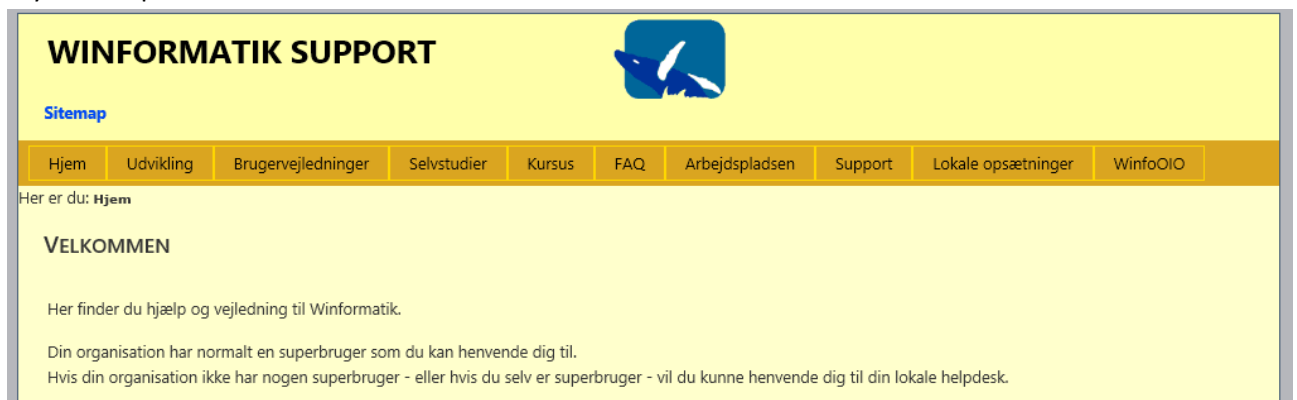 WINFORMATIK SUPPORT
Sitemap
Hjem Udvikling Brugervejledninger Selvstudier Kursus FAQ Arbejdspladsen Support Lokale opsætninger WinfoOIO
Her er du: Hjem
VELKOMMEN
Her finder du hjælp og vejledning til Winformatik.
Din organisation har normalt en superbruger som du kan henvende dig til.
Hvis din organisation ikke har nogen superbruger - eller hvis du selv er superbruger - vil du kunne henvende dig til din lokale helpdesk.